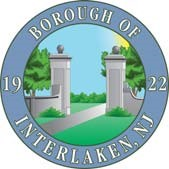 BOROUGH OF
19 22
INTERLAKEN, NJ